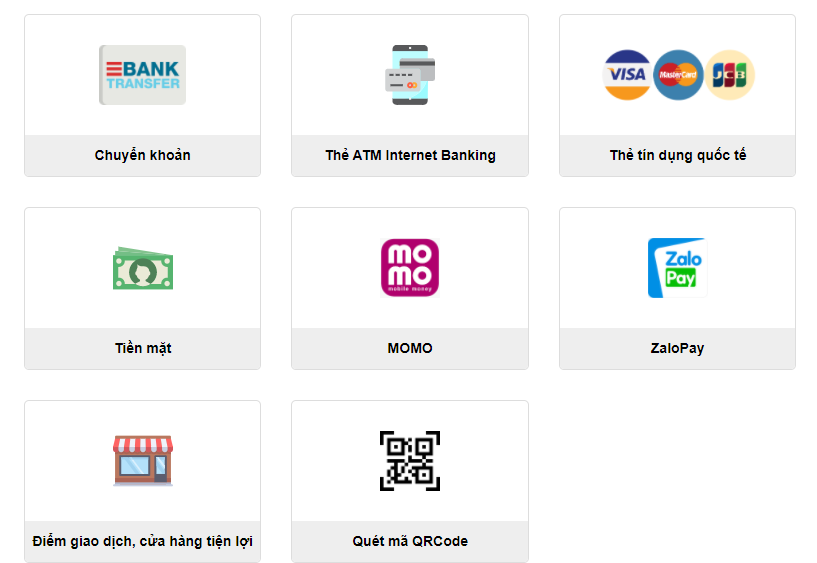 BANK
TRANSFER
Chuyển khoản
Thẻ ATM Internet Banking
VISA
MasterCard
JCB
Thẻ tín dụng quốc tế
Tiền mặt
mo
mo
mobile money
MOMO
Zalo
Pay
ZaloPay
Điểm giao dịch, cửa hàng tiện lợi
Quét mã QRCode